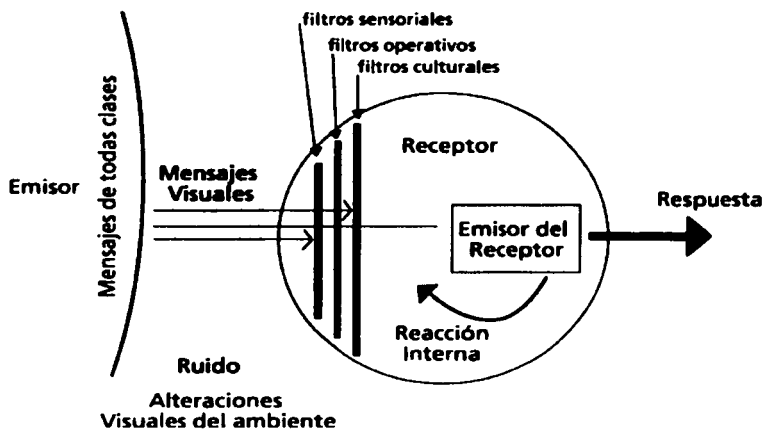 filtros sensoriales
filtros operativos
filtros culturales
Emisor
Mensajes de todas clases
Mensajes
Visuales
Receptor
Emisor del
Receptor
Respuesta
Reacción
Interna
Ruido
Alteraciones
Visuales del ambiente